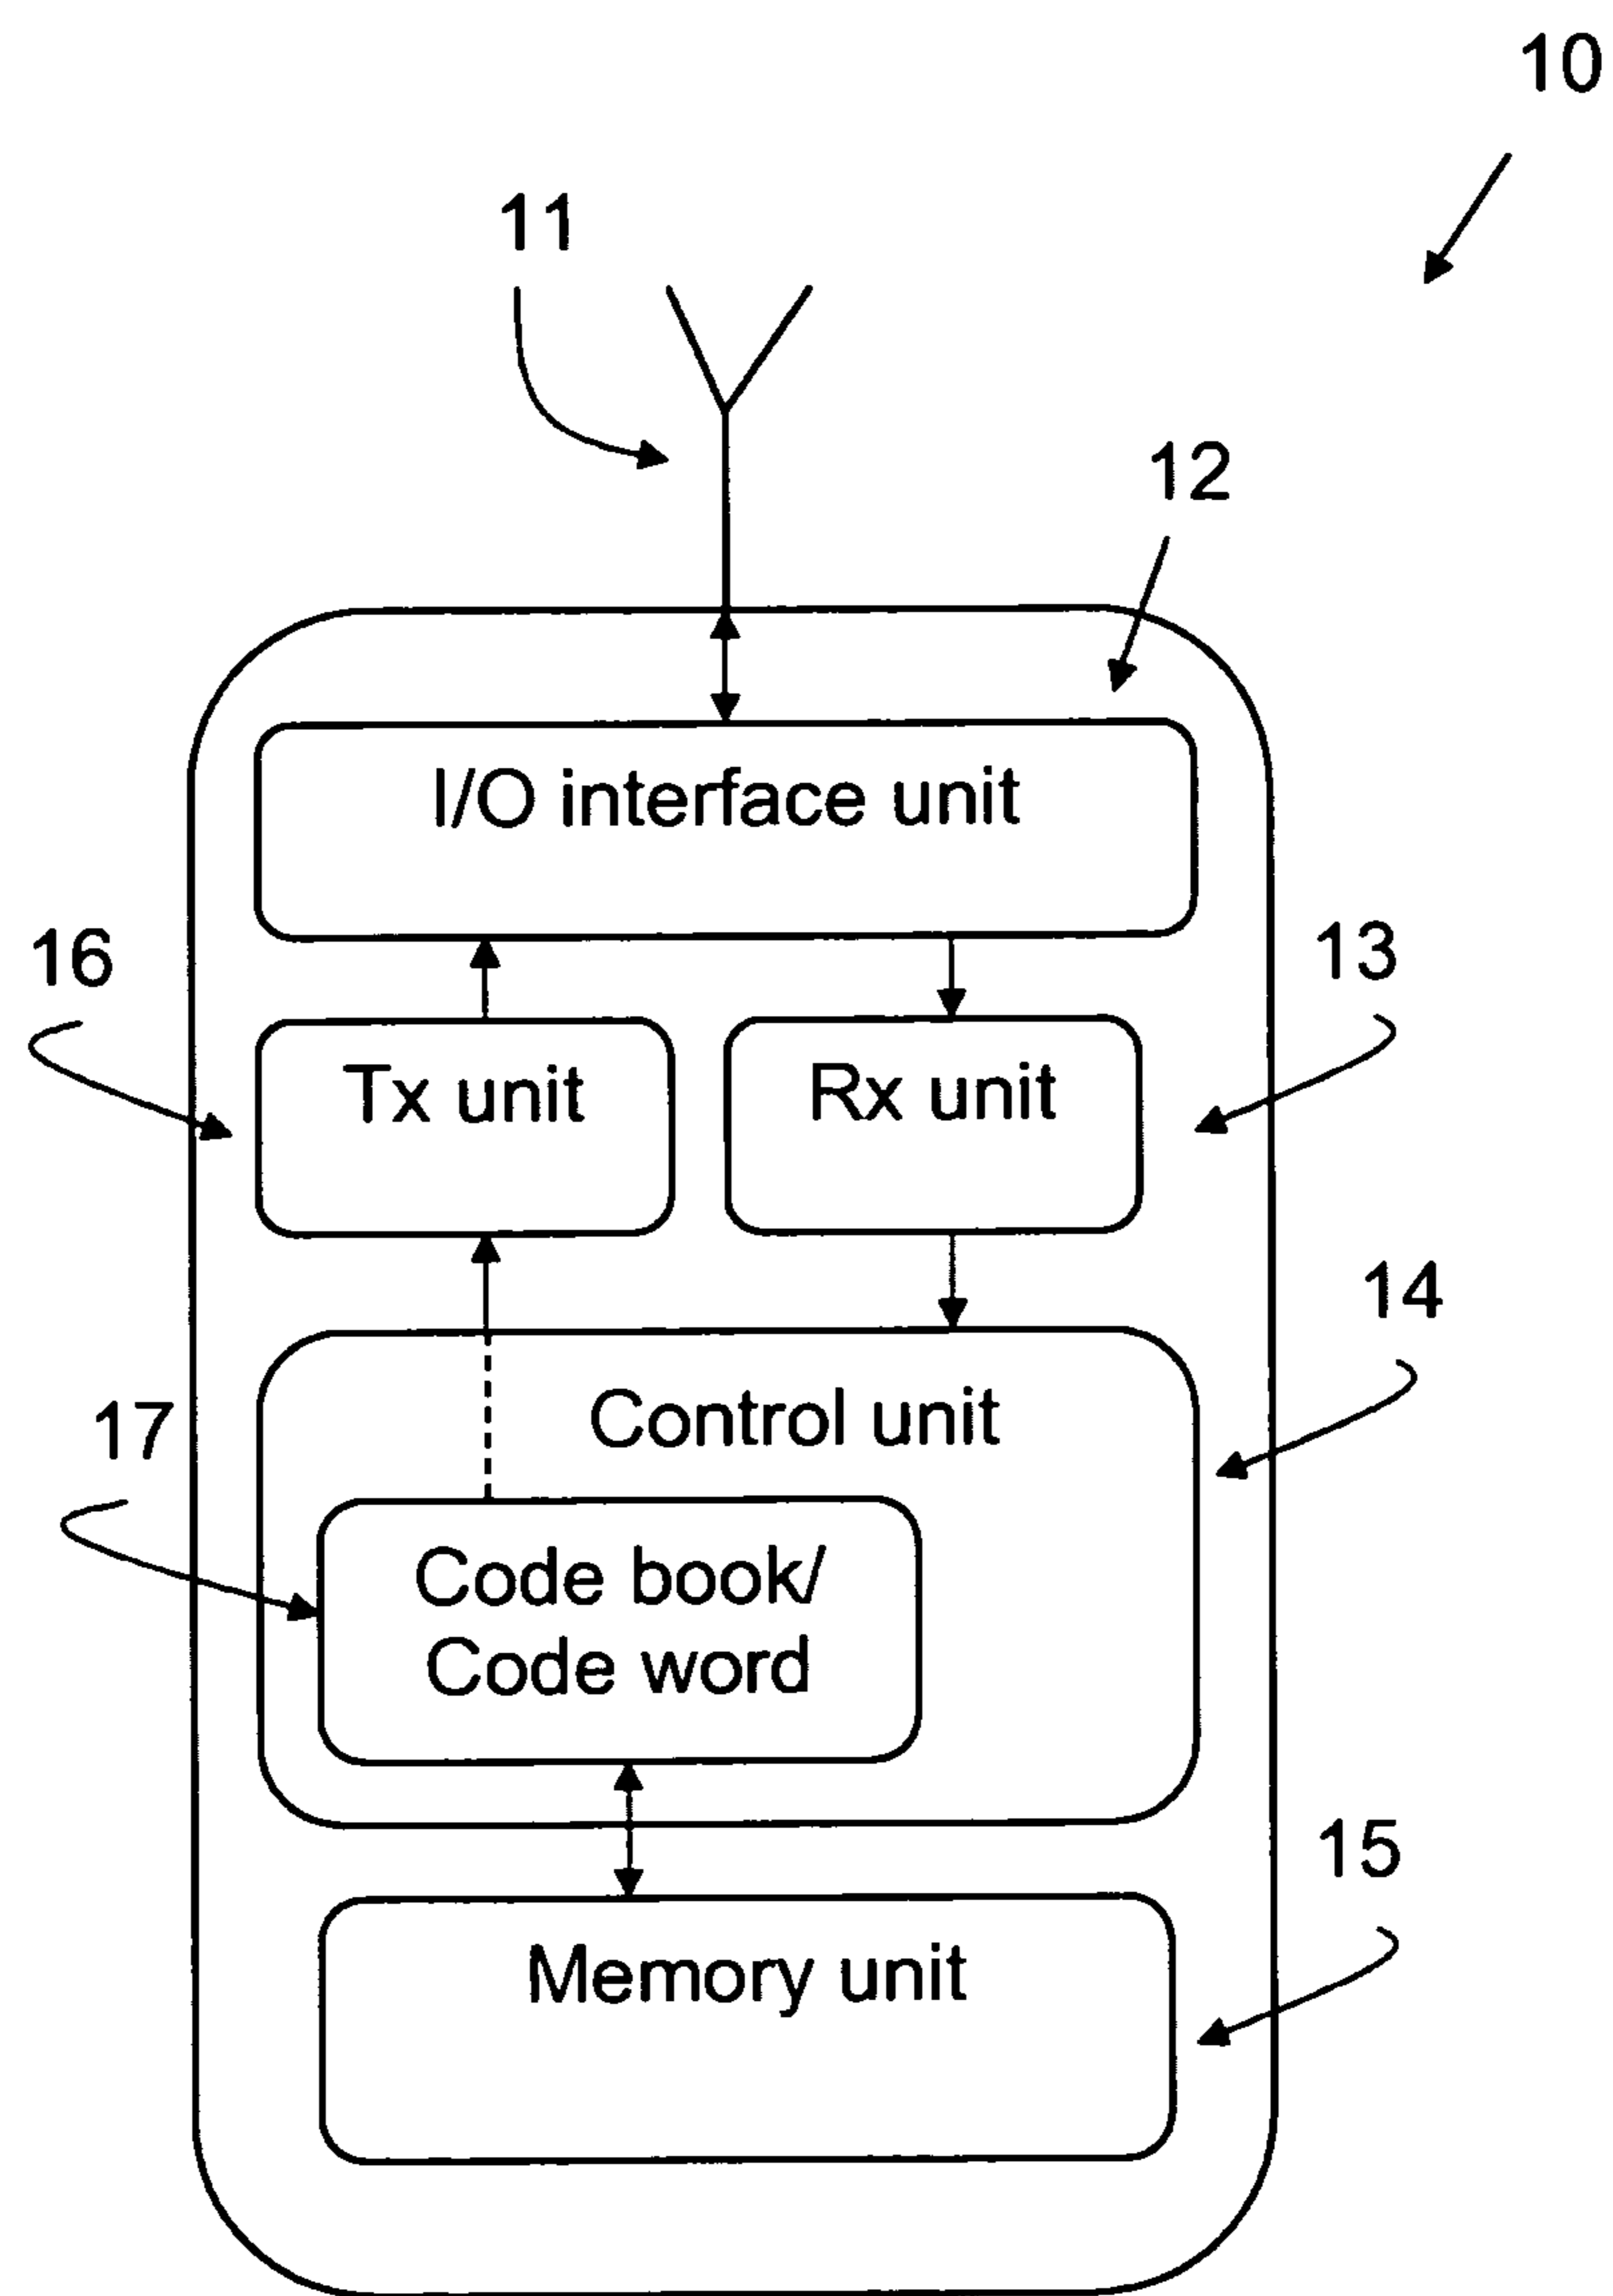 10
11
12
I/O interface unit
16
13
Tx unit
Rx unit
14
Control unit
17
Code book/
Code word
15
Memory unit